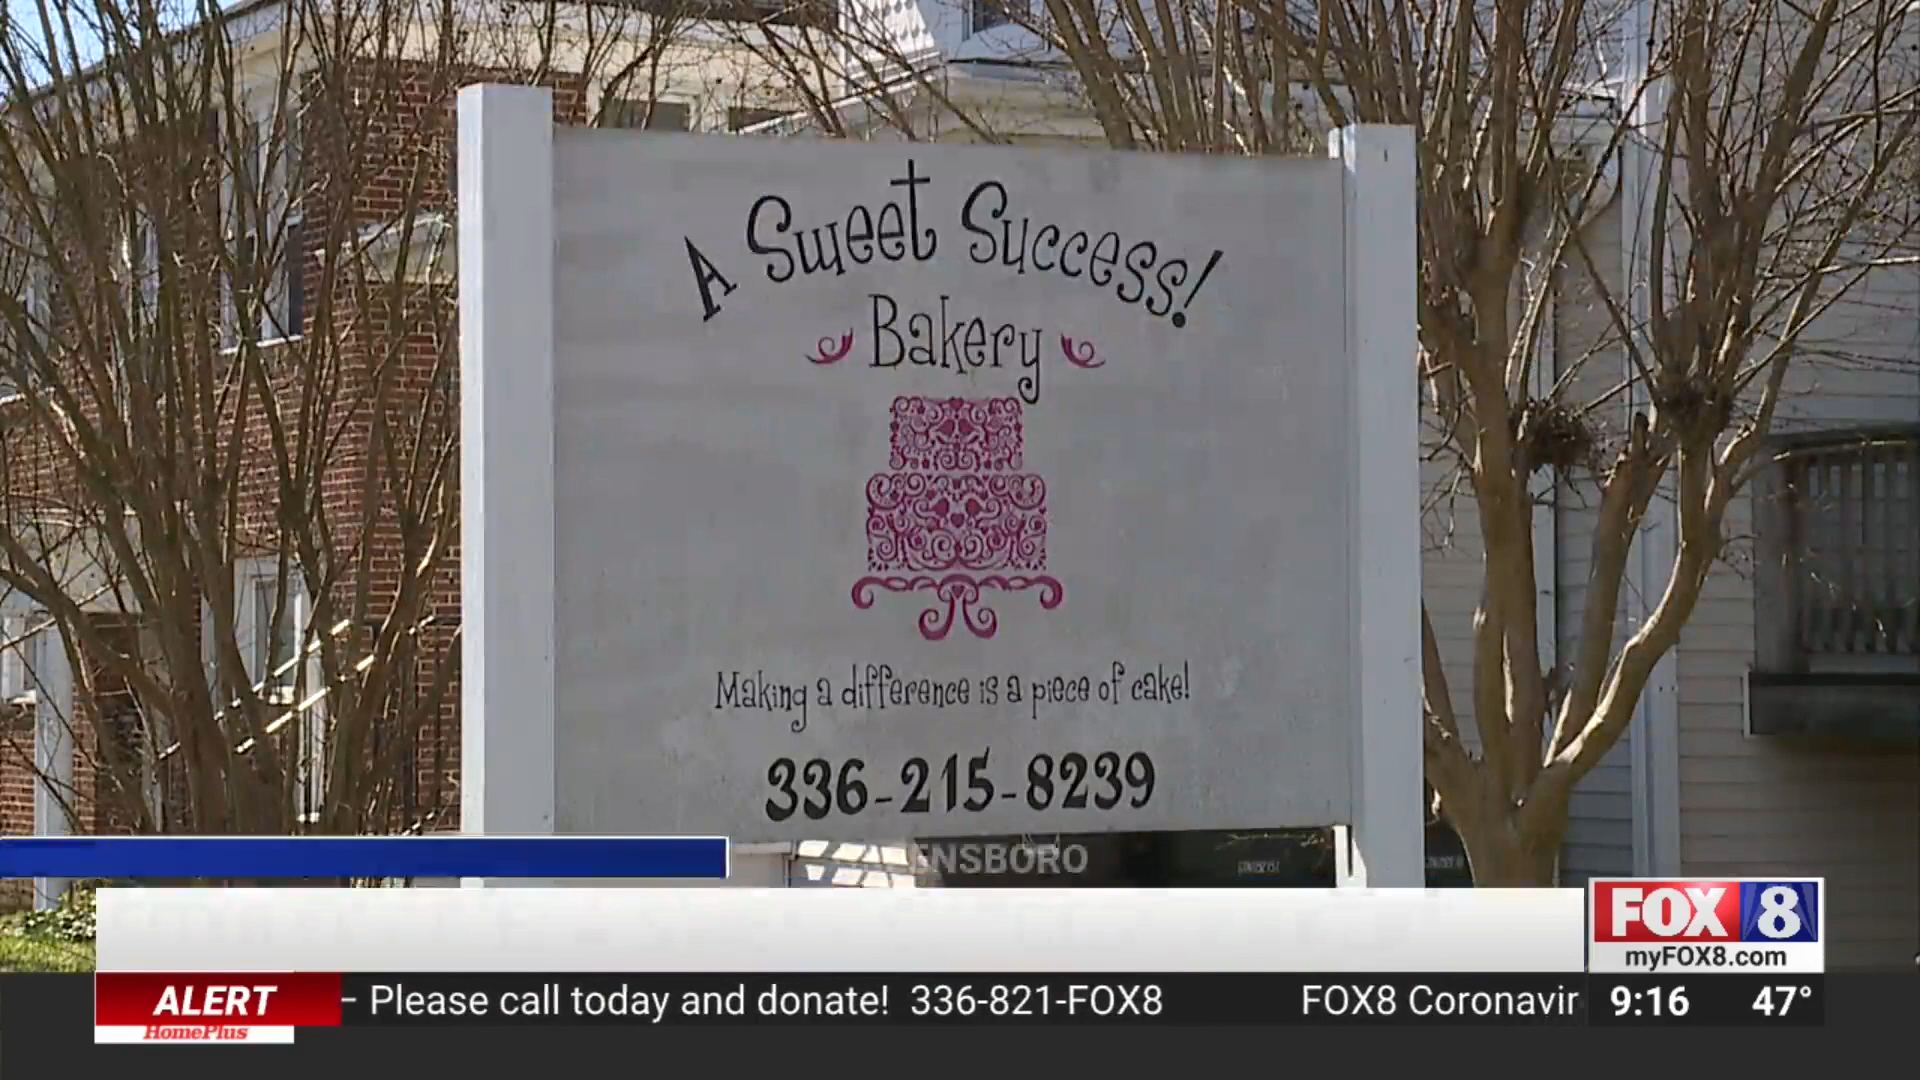 A Sweet Success!
Bakery
Making a difference is a piece of cake!
336-215-8239
ENSBORO
FOX 8
myFOX8.com
ALERT
HomePlus
– Please call today and donate! 336-821-FOX8 FOX8 Coronavir
9:16 47°